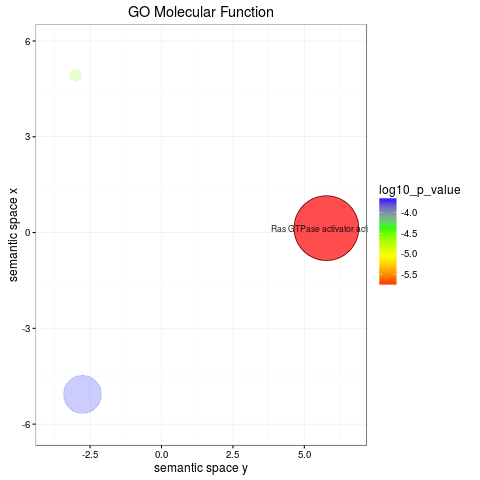 GO Molecular Function
6
3
0
-3
-6
semantic space x
Ras GTPase activator acti
-2.5
0.0
2.5
5.0
semantic space y
log10_p_value
-4.0
-4.5
-5.0
-5.5